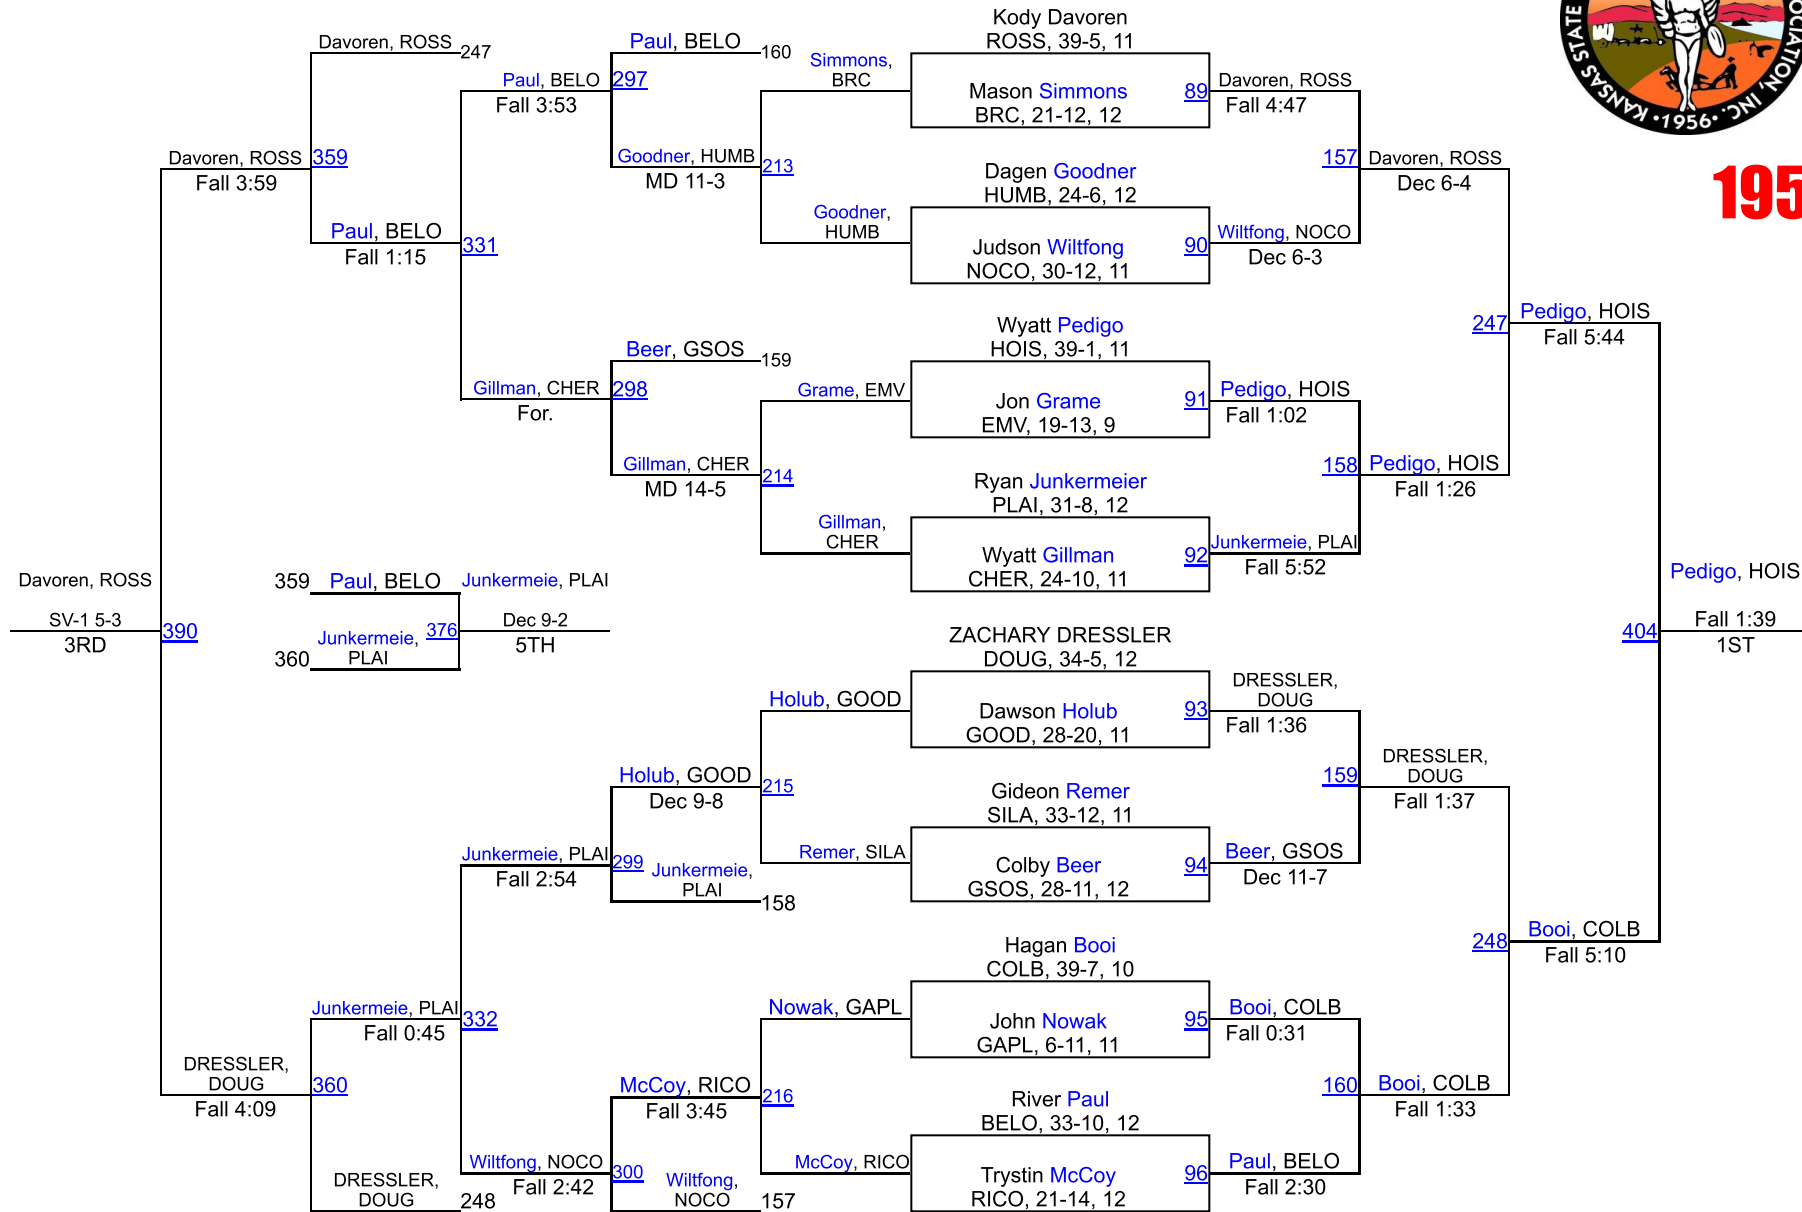 Kody Davoren
ROSS, 39-5, 11
Mason Simmons
BRC, 21-12, 12
89
Dagen Goodner
HUMB, 24-6, 12
Judson Wiltfong
NOCO, 30-12, 11
90
Wyatt Pedigo
HOIS, 39-1, 11
Jon Grame
EMV, 19-13, 9
91
Ryan Junkermeier
PLAI, 31-8, 12
Wyatt Gillman
CHER, 24-10, 11
92
ZACHARY DRESSLER
DOUG, 34-5, 12
Dawson Holub
GOOD, 28-20, 11
93
Gideon Remer
SILA, 33-12, 11
Colby Beer
GSOS, 28-11, 12
94
Hagan Booi
COLB, 39-7, 10
John Nowak
GAPL, 6-11, 11
95
River Paul
BELO, 33-10, 12
Trystin McCoy
RICO, 21-14, 12
96
Davoren, ROSS
Fall 4:47
157
Wiltfong, NOCO
Dec 6-3
Pedigo, HOIS
Fall 1:02
158
Junkermeie, PLAI
Fall 5:52
DRESSLER,
DOUG
Fall 1:36
159
Beer, GSOS
Dec 11-7
Booi, COLB
Fall 0:31
160
Paul, BELO
Fall 2:30
Davoren, ROSS
Dec 6-4
247
Pedigo, HOIS
Fall 1:26
DRESSLER,
DOUG
Fall 1:37
248
Booi, COLB
Fall 1:33
Pedigo, HOIS
Fall 5:44
404
Booi, COLB
Fall 5:10
Pedigo, HOIS
Fall 1:39
1ST
Simmons,
BRC
213
Goodner,
HUMB
Grame, EMV
214
Gillman,
CHER
Holub, GOOD
215
Remer, SILA
Nowak, GAPL
216
McCoy, RICO
Paul, BELO
160
297
Goodner, HUMB
MD 11-3
Beer, GSOS
159
298
Gillman, CHER
MD 14-5
Holub, GOOD
Dec 9-8
299
Junkermeie,
PLAI
158
McCoy, RICO
Fall 3:45
300
Wiltfong,
NOCO
157
Paul, BELO
Fall 3:53
331
Gillman, CHER
For.
Junkermeie, PLAI
Fall 2:54
332
Wiltfong, NOCO
Fall 2:42
Davoren, ROSS
247
359
Paul, BELO
Fall 1:15
Junkermeie, PLAI
Fall 0:45
360
DRESSLER,
DOUG
248
Davoren, ROSS
Fall 3:59
390
DRESSLER,
DOUG
Fall 4:09
Davoren, ROSS
SV-1 5-3
3RD
359
Paul, BELO
376
360
Junkermeie,
PLAI
Junkermeie, PLAI
Dec 9-2
5TH
KANSAS STATE
OCIATION, INC.
•1956•
195